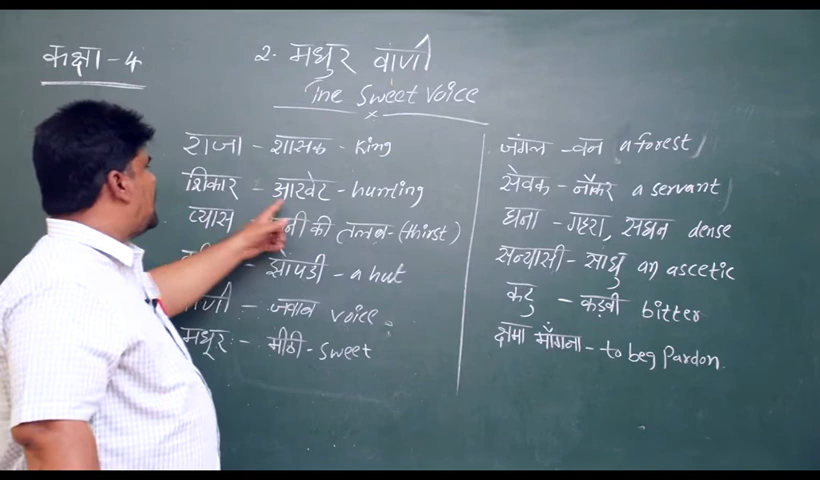 कक्षा - 4
2. मधुर वाणी
The Sweet Voice
राजा - शासक - King
शिकार - आखेट - hunting
प्यास की तलब - (thirst)
झोपडी - a hut
- जवान voice
मधूर - मीठी - sweet
जंगल - वन a forest
सेवक - नौकर a servant
घना - गहरा, सघन dense
सन्यासी - साधु an ascetic
कटु - कड़वी bitter
क्षमा माँगना - to beg Pardon.